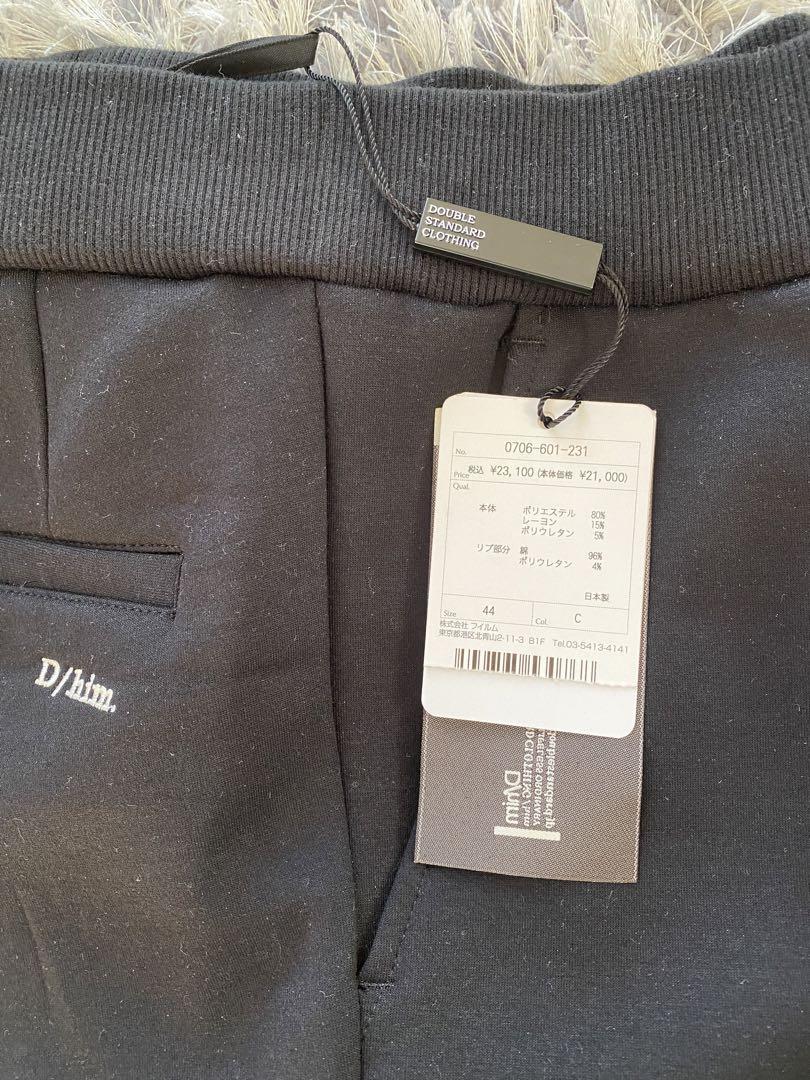 DOUBLE
STANDARD
CLOTHING
No. 0706-601-231
Price 税込 ¥23,100 (本体価格 ¥21,000)
Qual.
本体 ポリエステル 80%
レーヨン 15%
ポリウレタン 5%
リブ部分 綿 96%
ポリウレタン 4%
日本製
Size 44 Col. C
株式会社 フイルム
東京都港区北青山2-11-3 B1F Tel.03-5413-4141
D/him.
doublestandard.jp
D CLOTHING/him
D/him